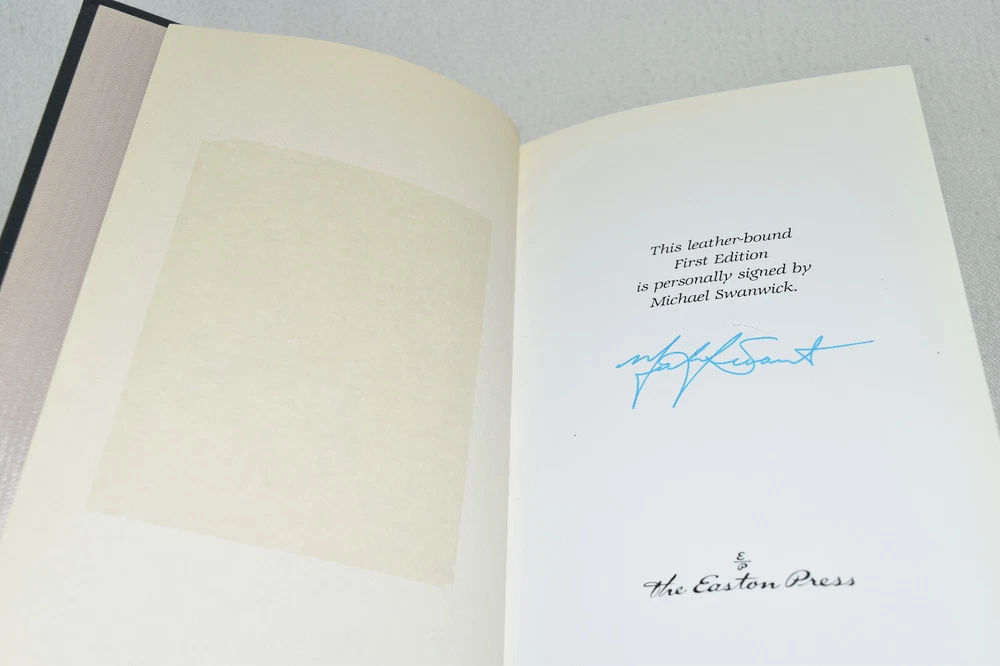 This leather-bound
First Edition
is personally signed by
Michael Swanwick.
The Easton Press